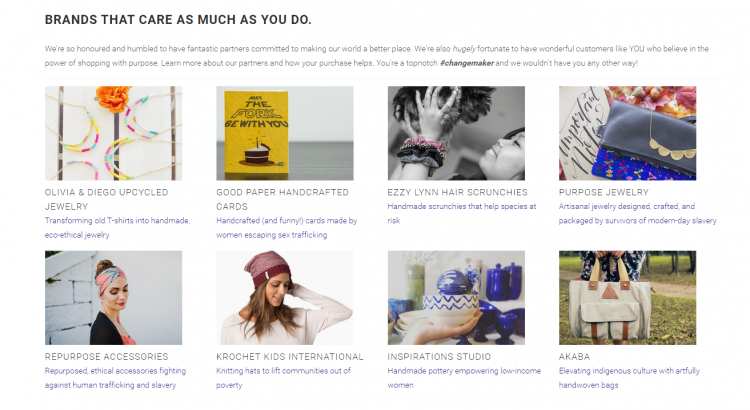 BRANDS THAT CARE AS MUCH AS YOU DO.
We're so honoured and humbled to have fantastic partners committed to making our world a better place. We're also hugely fortunate to have wonderful customers like YOU who believe in the
power of shopping with purpose. Learn more about our partners and how your purchase helps. You're a topnotch #changemaker and we wouldn't have you any other way!
MAY
THE
FORK
BE WITH YOU
OLIVIA & DIEGO UPCYCLED
JEWELRY
Transforming old T-shirts into handmade,
eco-ethical jewelry
GOOD PAPER HANDCRAFTED
CARDS
Handcrafted (and funny!) cards made by
women escaping sex trafficking
EZZY LYNN HAIR SCRUNCHIES
Handmade scrunchies that help species at
risk
PURPOSE JEWELRY
Artisanal jewelry designed, crafted, and
packaged by survivors of modern-day slavery
REPURPOSE ACCESSORIES
Repurposed, ethical accessories fighting
against human trafficking and slavery
KROCHET KIDS INTERNATIONAL
Knitting hats to lift communities out of
poverty
INSPIRATIONS STUDIO
Handmade pottery empowering low-income
women
AKABA
Elevating indigenous culture with artfully
handwoven bags